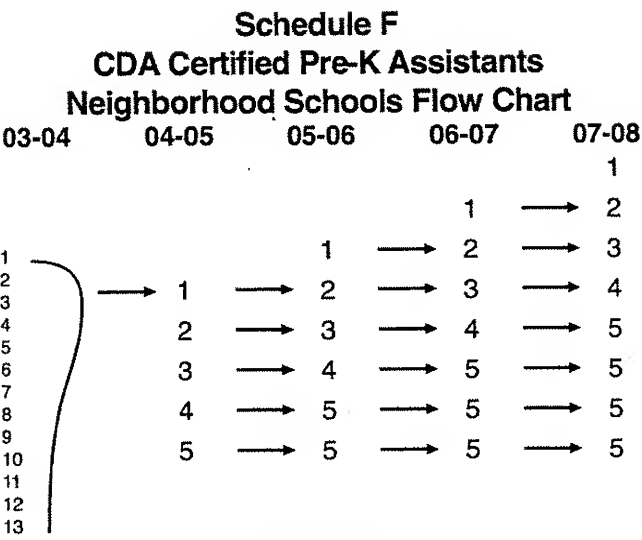 Schedule F
CDA Certified Pre-K Assistants
Neighborhood Schools Flow Chart
03-04 04-05 05-06 06-07 07-08
1
1 → 2
1 → 2 → 3
1
2
→ 1 → 2 → 3 → 4
3
4
2 → 3 → 4 → 5
5
6
3 → 4 → 5 → 5
7
8
4 → 5 → 5 → 5
9
10
5 → 5 → 5 → 5
11
12
13